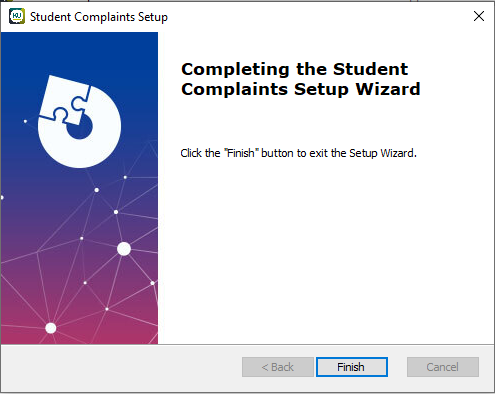 KU
Student Complaints Setup
Completing the Student
Complaints Setup Wizard
Click the "Finish" button to exit the Setup Wizard.
< Back
Finish
Cancel